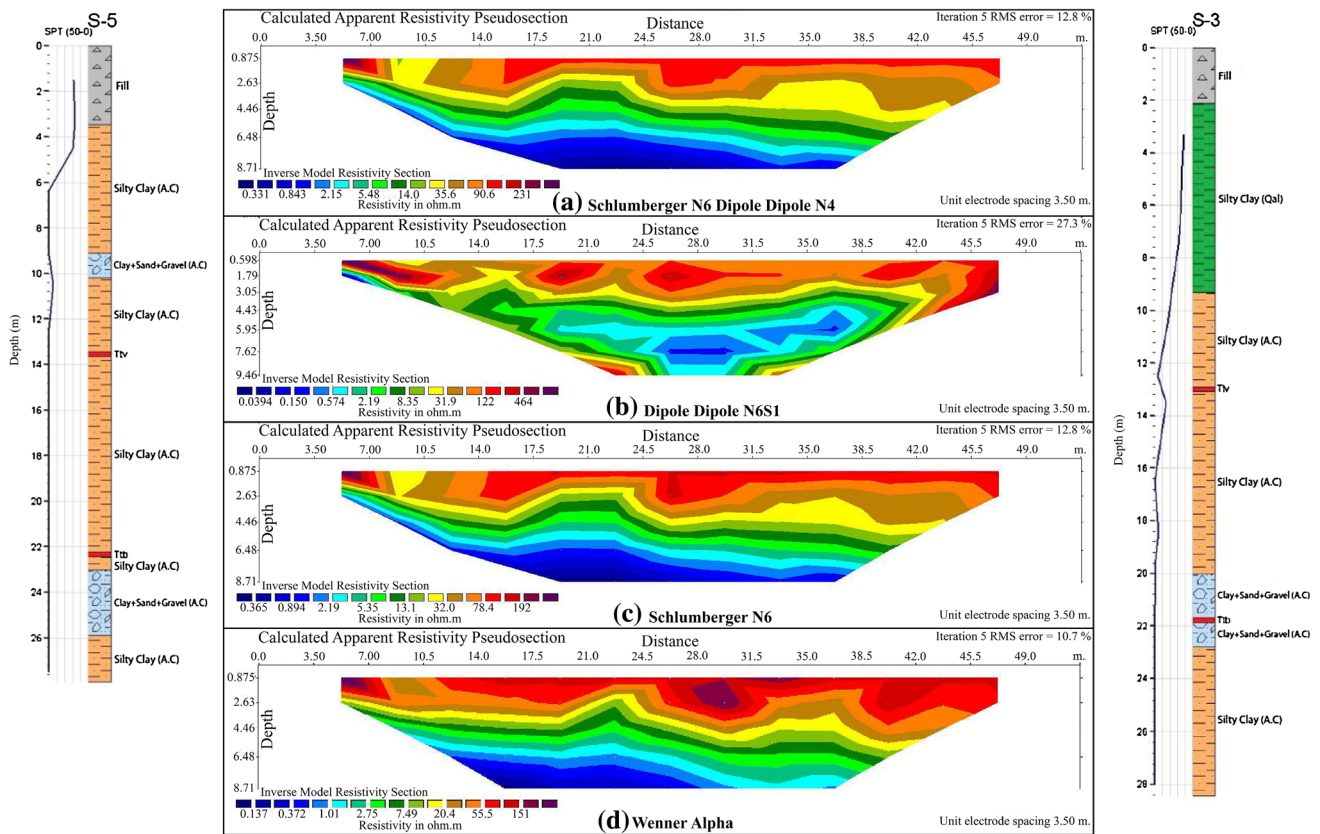 S-5
SPT (50-0)
Depth (m)
0
2
4
6
8
10
12
14
16
18
20
22
24
26
Fill
Silty Clay (A.C)
Clay+Sand+Gravel (A.C)
Silty Clay (A.C)
Ttv
Silty Clay (A.C)
Ttb
Silty Clay (A.C)
Clay+Sand+Gravel (A.C)
Silty Clay (A.C)
Calculated Apparent Resistivity Pseudosection
Distance
Iteration 5 RMS error = 12.8 %
0.0 3.50 7.0 10.5 14.0 17.5 21.0 24.5 28.0 31.5 35.0 38.5 42.0 45.5 49.0 m.
Depth
0.875
2.63
4.46
6.48
8.71
Inverse Model Resistivity Section
0.331 0.843 2.15 5.48 14.0 35.6 90.6 231
Resistivity in ohm.m
(a) Schlumberger N6 Dipole Dipole N4
Unit electrode spacing 3.50 m.
Calculated Apparent Resistivity Pseudosection
Distance
Iteration 5 RMS error = 27.3 %
0.0 3.50 7.0 10.5 14.0 17.5 21.0 24.5 28.0 31.5 35.0 38.5 42.0 45.5 49.0 m.
Depth
0.598
1.79
3.05
4.43
5.95
7.62
9.46
Inverse Model Resistivity Section
0.0394 0.150 0.574 2.19 8.35 31.9 122 464
Resistivity in ohm.m
(b) Dipole Dipole N6S1
Unit electrode spacing 3.50 m.
Calculated Apparent Resistivity Pseudosection
Distance
Iteration 5 RMS error = 12.8 %
0.0 3.50 7.0 10.5 14.0 17.5 21.0 24.5 28.0 31.5 35.0 38.5 42.0 45.5 49.0 m.
Depth
0.875
2.63
4.46
6.48
8.71
Inverse Model Resistivity Section
0.365 0.894 2.19 5.35 13.1 32.0 78.4 192
Resistivity in ohm.m
(c) Schlumberger N6
Unit electrode spacing 3.50 m.
Calculated Apparent Resistivity Pseudosection
Distance
Iteration 5 RMS error = 10.7 %
0.0 3.50 7.0 10.5 14.0 17.5 21.0 24.5 28.0 31.5 35.0 38.5 42.0 45.5 49.0 m.
Depth
0.875
2.63
4.46
6.48
8.71
Inverse Model Resistivity Section
0.137 0.372 1.01 2.75 7.49 20.4 55.5 151
Resistivity in ohm.m
(d) Wenner Alpha
Unit electrode spacing 3.50 m.
S-3
SPT (50-0)
Depth (m)
0
2
4
6
8
10
12
14
16
18
20
22
24
26
28
Fill
Silty Clay (Qal)
Silty Clay (A.C)
Ttv
Silty Clay (A.C)
Clay+Sand+Gravel (A.C)
Ttb
Clay+Sand+Gravel (A.C)
Silty Clay (A.C)